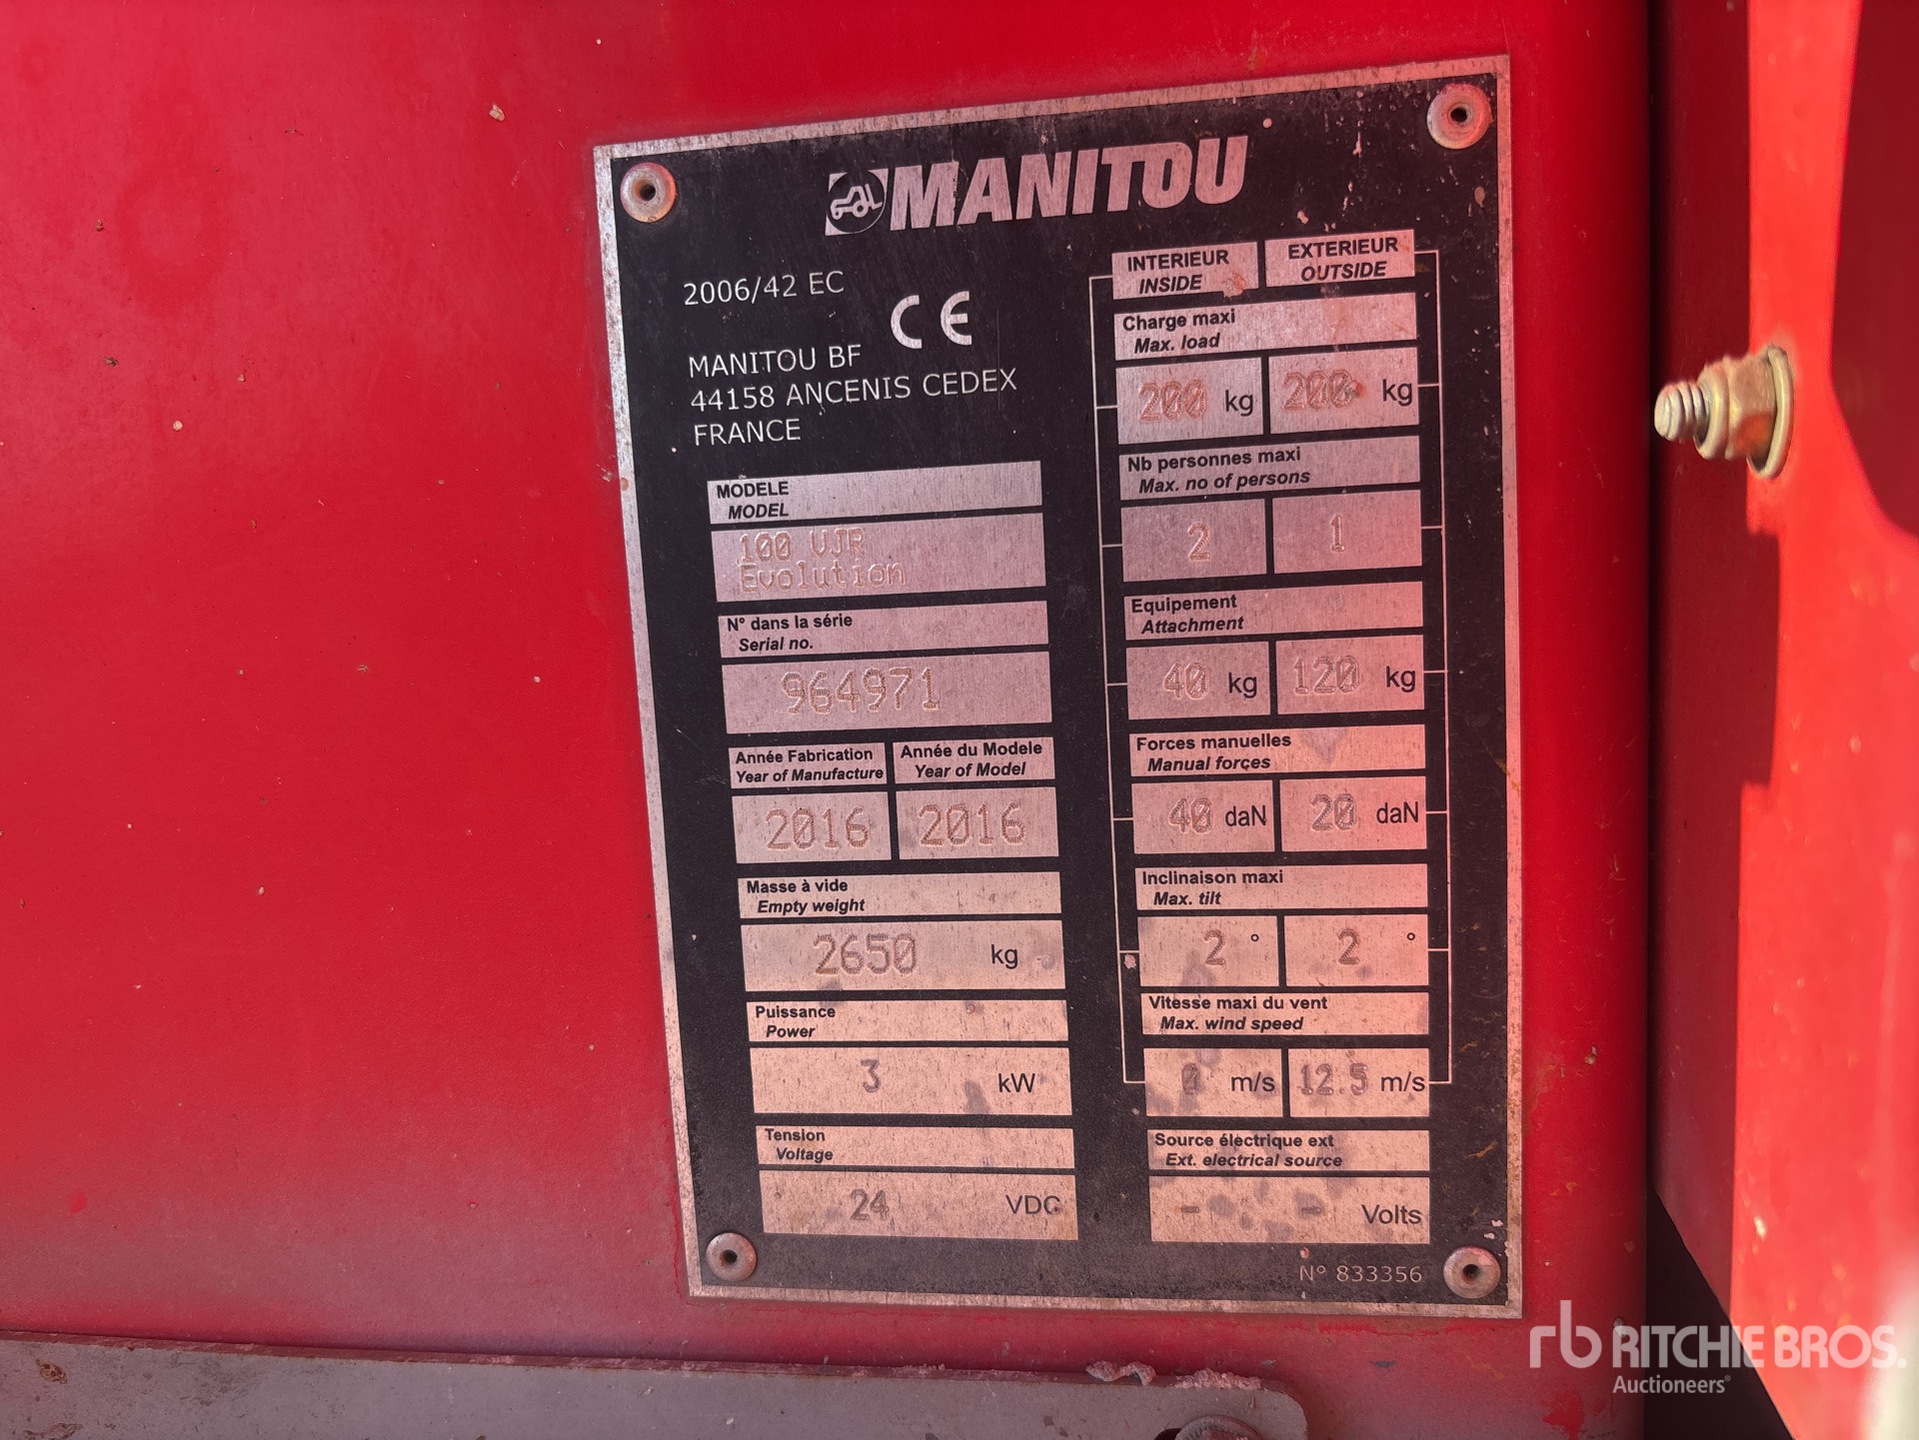 MANITOU
2006/42 EC
CE
MANITOU BF
44158 ANCENIS CEDEX
FRANCE
MODELE
MODEL
100 VJR
Evolution
N° dans la série
Serial no.
964971
Année Fabrication
Year of Manufacture
Année du Modele
Year of Model
2016
2016
Masse à vide
Empty weight
2650 kg
Puissance
Power
3 kW
Tension
Voltage
24 VDC
INTERIEUR
INSIDE
EXTERIEUR
OUTSIDE
Charge maxi
Max. load
200 kg
200 kg
Nb personnes maxi
Max. no of persons
2
1
Equipement
Attachment
40 kg
120 kg
Forces manuelles
Manual forçes
40 daN
20 daN
Inclinaison maxi
Max. tilt
2 °
2 °
Vitesse maxi du vent
Max. wind speed
0 m/s
12.5 m/s
Source électrique ext
Ext. electrical source
- - Volts
N° 833356
rb RITCHIE BROS.
Auctioneers®